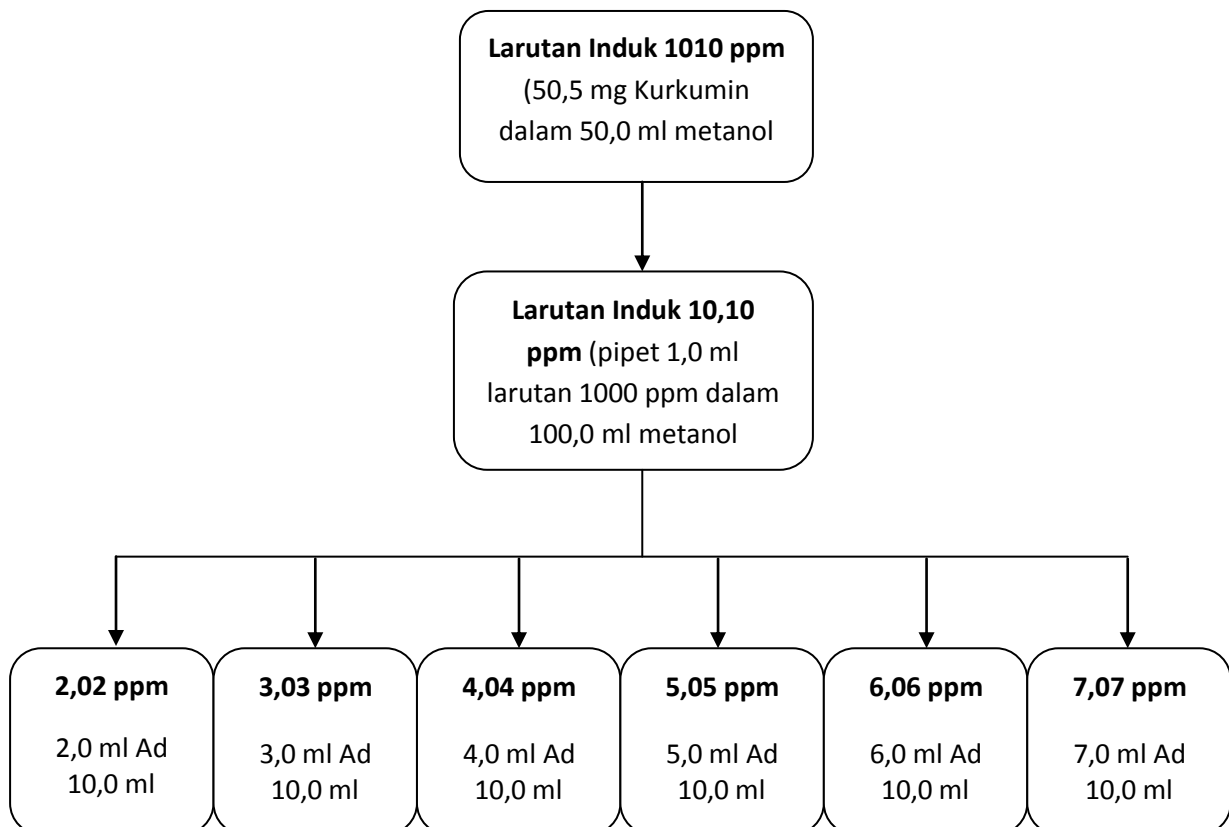 Larutan Induk 1010 ppm
(50,5 mg Kurkumin
dalam 50,0 ml metanol
Larutan Induk 10,10
ppm (pipet 1,0 ml
larutan 1000 ppm dalam
100,0 ml metanol
2,02 ppm
2,0 ml Ad
10,0 ml
3,03 ppm
3,0 ml Ad
10,0 ml
4,04 ppm
4,0 ml Ad
10,0 ml
5,05 ppm
5,0 ml Ad
10,0 ml
6,06 ppm
6,0 ml Ad
10,0 ml
7,07 ppm
7,0 ml Ad
10,0 ml